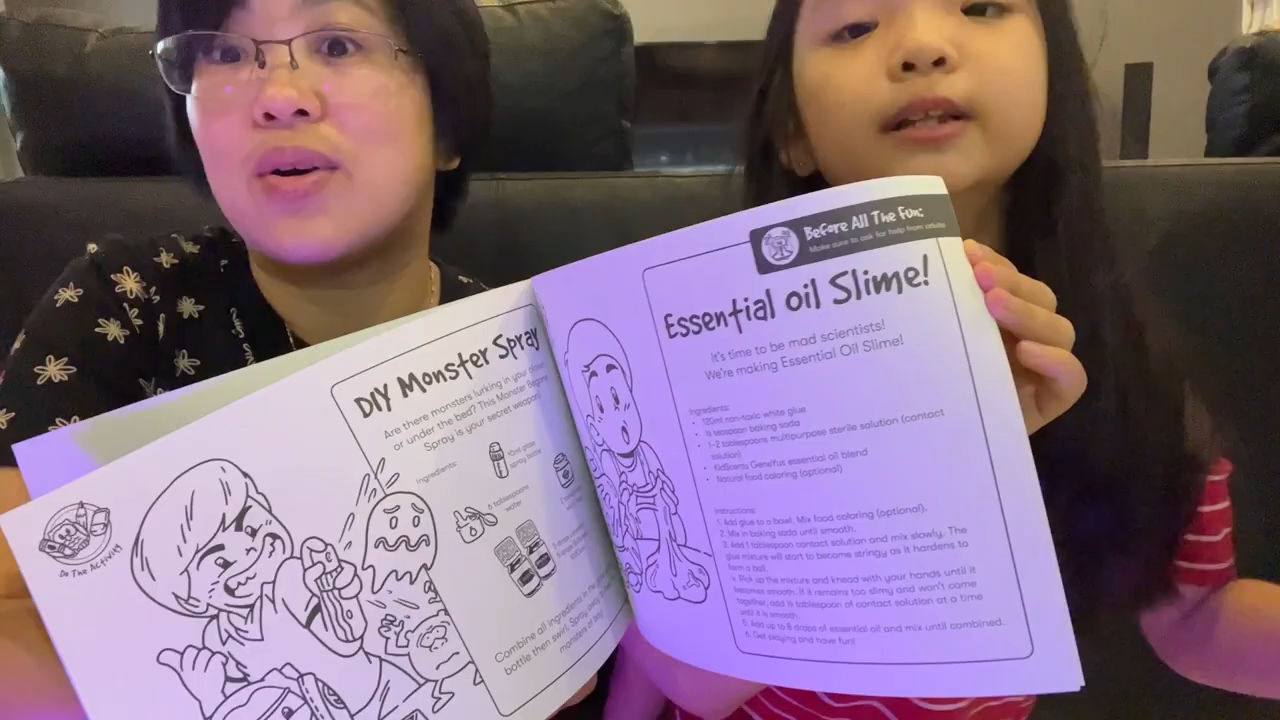 Do The Activity
DIY Monster Spray
Are there monsters lurking in your
or under the bed? This Monster Begone
Spray is your secret weapon!
Ingredients:
spray bottle
6 tablespoons
water
Combine all ingredients in the
bottle then swirl. Spray
monsters at bay
Before All The Fun:
Make sure to ask for help from adults
Essential oil Slime!
It's time to be mad scientists!
We're making Essential Oil Slime!
Ingredients:
• 120ml non-toxic white glue
• ½ teaspoon baking soda
• 1-2 tablespoons multipurpose sterile solution (contact
solution)
• KidScents GeneYus essential oil blend
• Natural food coloring (optional)
Instructions:
1. Add glue to a bowl. Mix food coloring (optional).
2. Mix in baking soda until smooth.
3. Add 1 tablespoon contact solution and mix slowly. The
glue mixture will start to become stringy as it hardens to
form a ball.
4. Pick up the mixture and knead with your hands until it
becomes smooth. If it remains too slimy and won't come
together, add ½ tablespoon of contact solution at a time
until it is smooth.
5. Add up to 8 drops of essential oil and mix until combined.
6. Get playing and have fun!